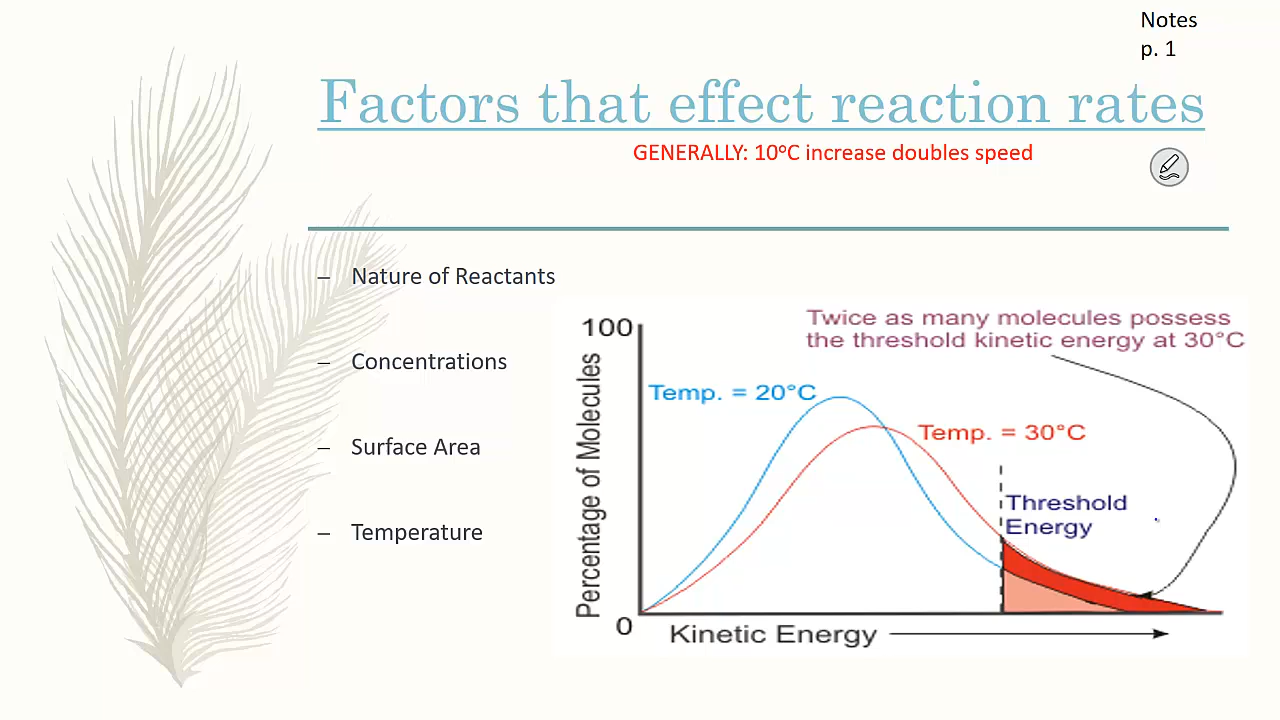 Notes
p. 1
Factors that effect reaction rates
GENERALLY: 10°C increase doubles speed
– Nature of Reactants
– Concentrations
– Surface Area
– Temperature
Twice as many molecules possess
the threshold kinetic energy at 30°C
100
Temp. = 20°C
Temp. = 30°C
Percentage of Molecules
Threshold
Energy
0
Kinetic Energy